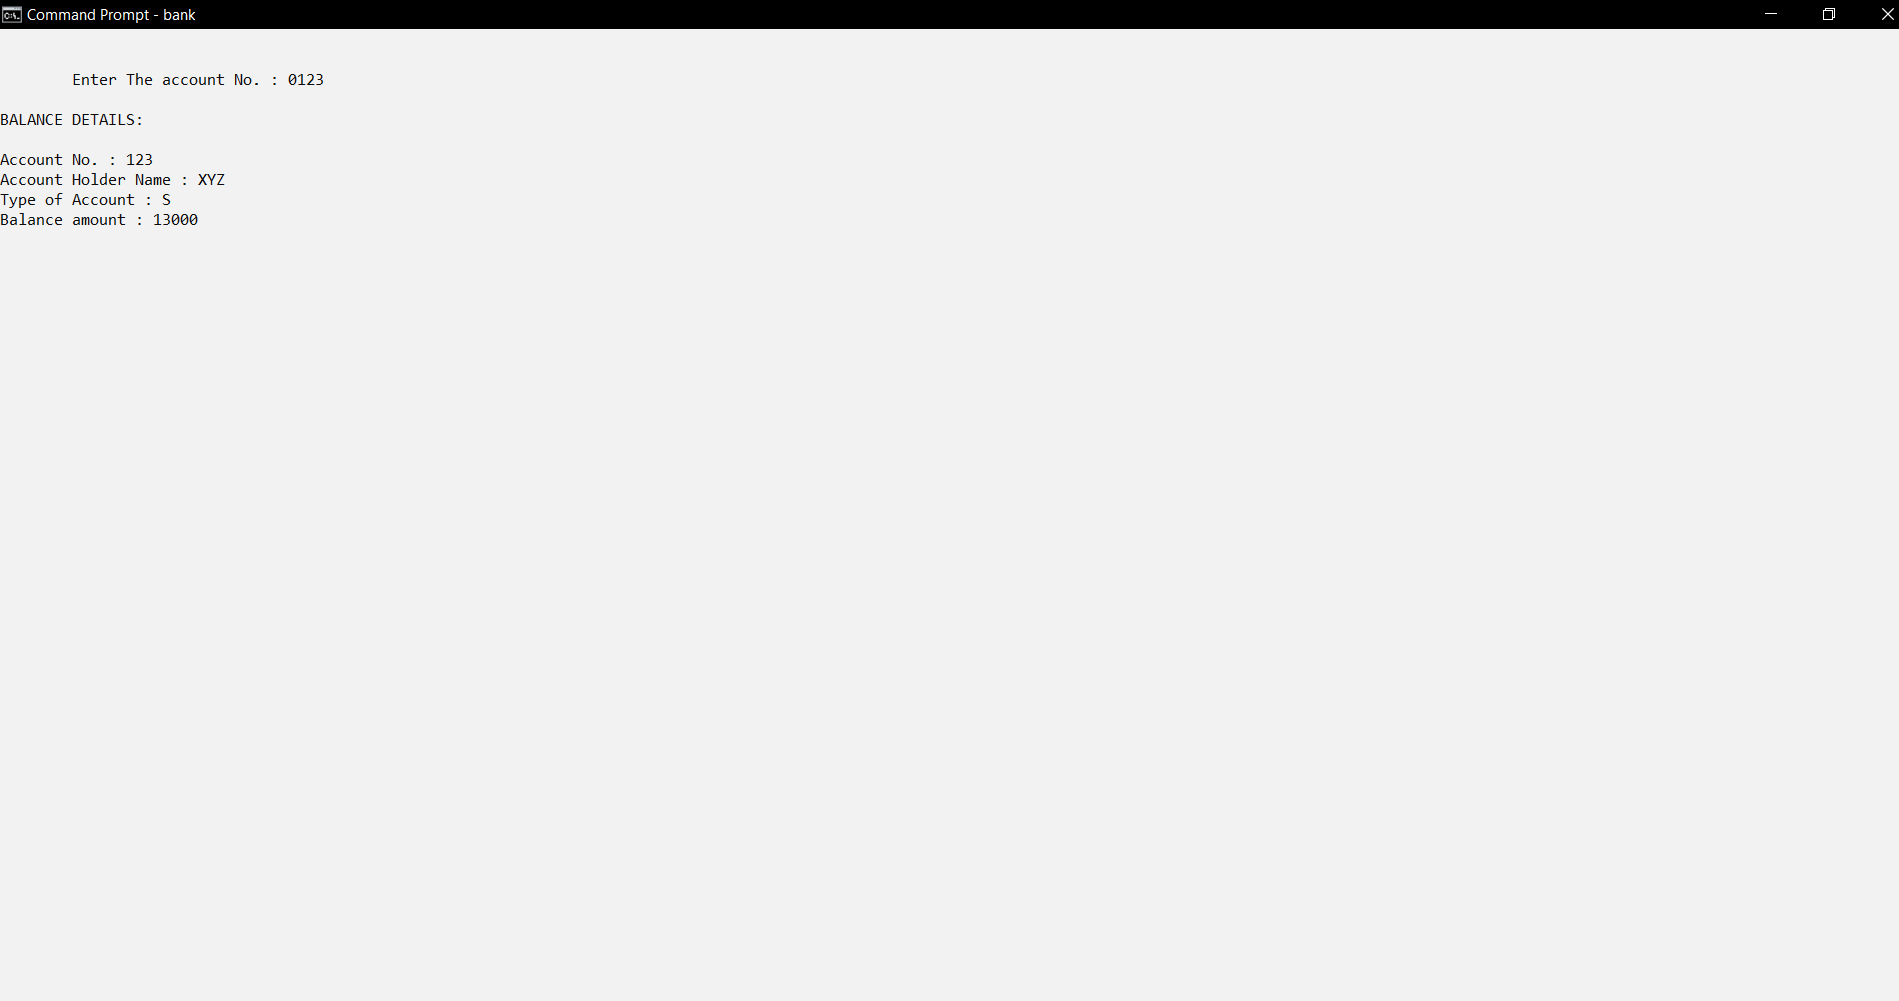 Command Prompt - bank
Enter The account No. : 0123
BALANCE DETAILS:
Account No. : 123
Account Holder Name : XYZ
Type of Account : S
Balance amount : 13000